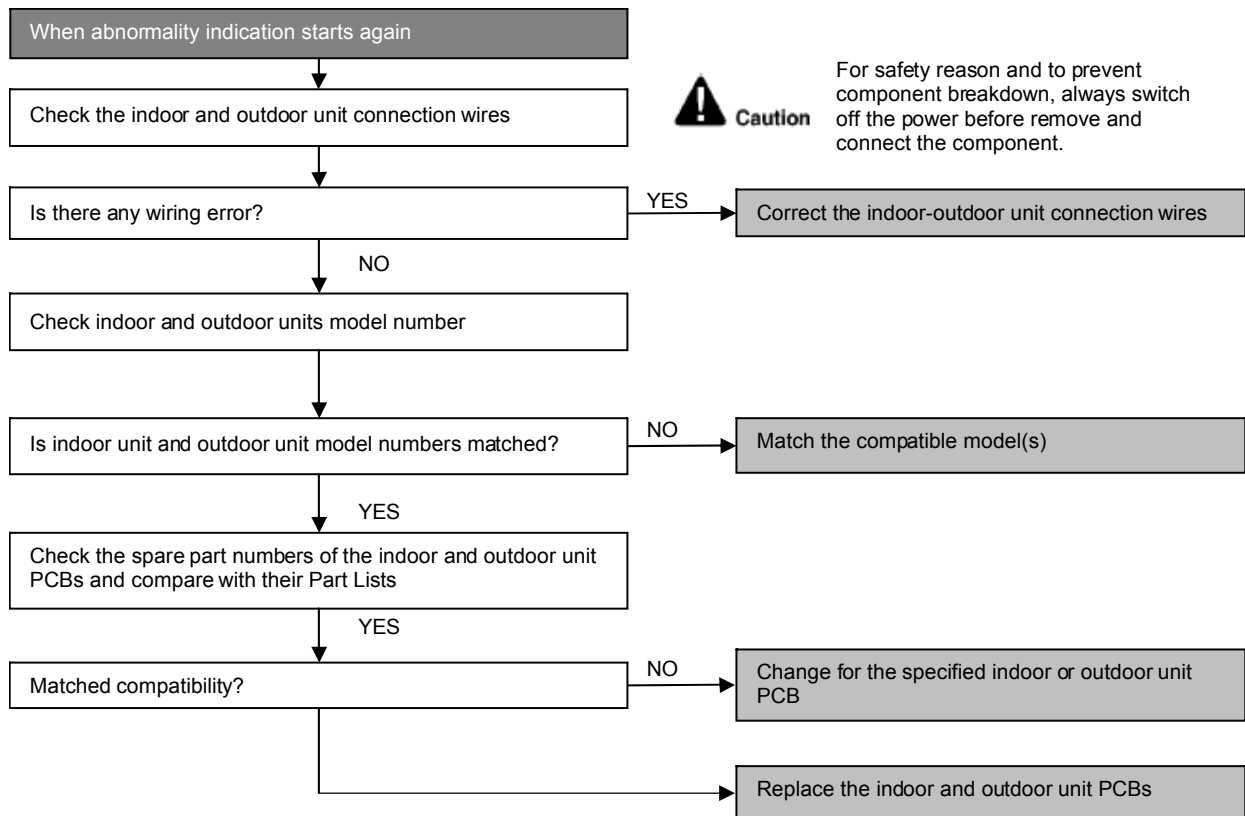 When abnormality indication starts again
Check the indoor and outdoor unit connection wires
Caution
For safety reason and to prevent
component breakdown, always switch
off the power before remove and
connect the component.
Is there any wiring error?
YES
Correct the indoor-outdoor unit connection wires
NO
Check indoor and outdoor units model number
Is indoor unit and outdoor unit model numbers matched?
NO
Match the compatible model(s)
YES
Check the spare part numbers of the indoor and outdoor unit
PCBs and compare with their Part Lists
YES
Matched compatibility?
NO
Change for the specified indoor or outdoor unit
PCB
Replace the indoor and outdoor unit PCBs